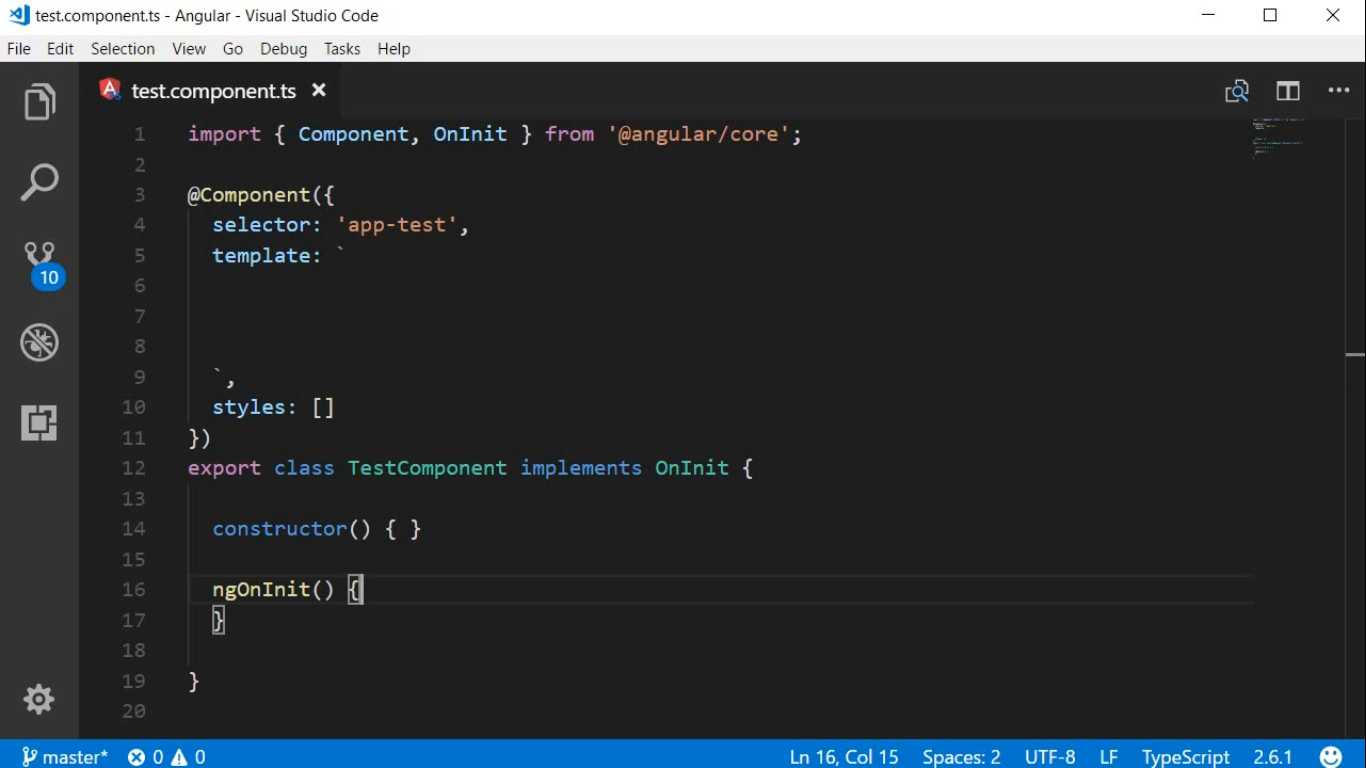 test.component.ts - Angular - Visual Studio Code
File Edit Selection View Go Debug Tasks Help
test.component.ts
1 import { Component, OnInit } from '@angular/core';
2
3 @Component({
4 selector: 'app-test',
5 template: `
6
7
8
9 `,
10 styles: []
11 })
12 export class TestComponent implements OnInit {
13
14 constructor() { }
15
16 ngOnInit() {
17 }
18
19 }
20
10
master* 0 0 Ln 16, Col 15 Spaces: 2 UTF-8 LF TypeScript 2.6.1